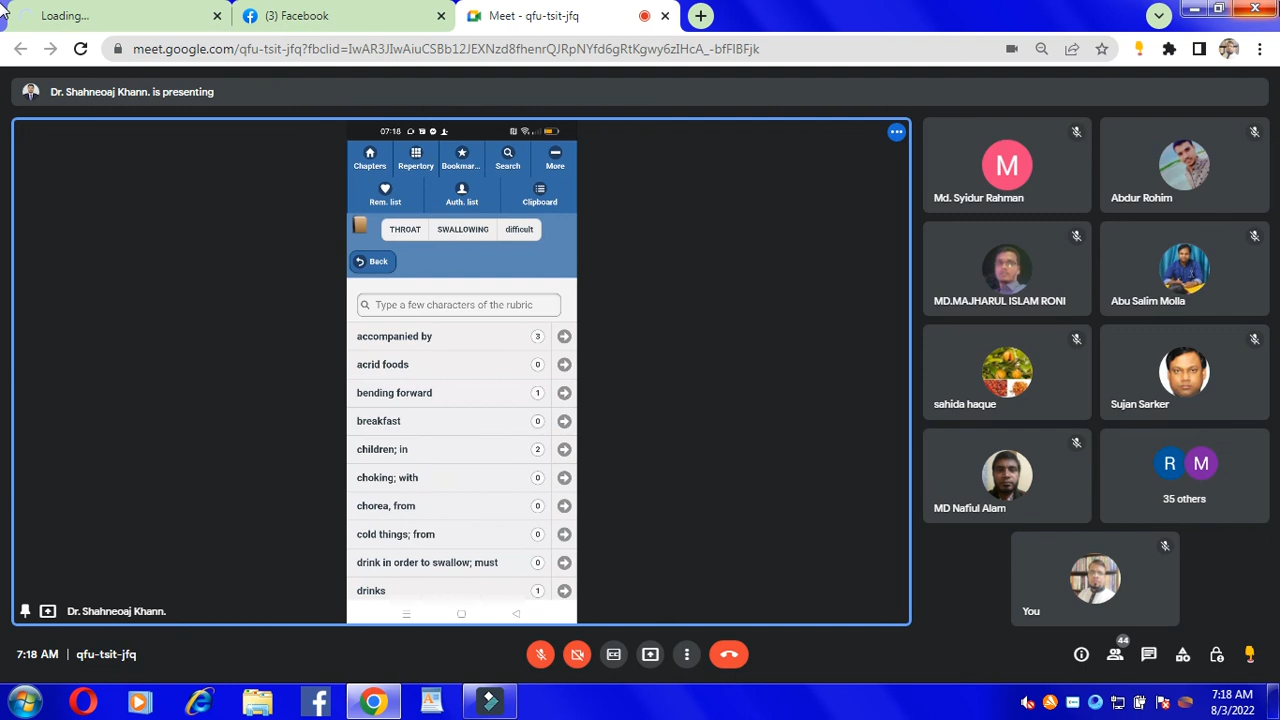 Loading...
(3) Facebook
Meet - qfu-tsit-jfq
meet.google.com/qfu-tsit-jfq?fbclid=IwAR3JIwAiuCSBb12JEXNzd8fhenrQJRpNYfd6gRtKgwy6zIHcA_-bfFlBFjk
Dr. Shahneoaj Khann. is presenting
07:18
Chapters Repertory Bookmar... Search More
Rem. list Auth. list Clipboard
THROAT SWALLOWING difficult
Back
Type a few characters of the rubric
accompanied by 3
acrid foods 0
bending forward 1
breakfast 0
children; in 2
choking; with 0
chorea, from 0
cold things; from 0
drink in order to swallow; must 0
drinks 1
Dr. Shahneoaj Khann.
M
Md. Syidur Rahman
Abdur Rohim
MD.MAJHARUL ISLAM RONI
Abu Salim Molla
sahida haque
Sujan Sarker
MD Nafiul Alam
R M
35 others
You
7:18 AM | qfu-tsit-jfq
CC
44
7:18 AM
8/3/2022